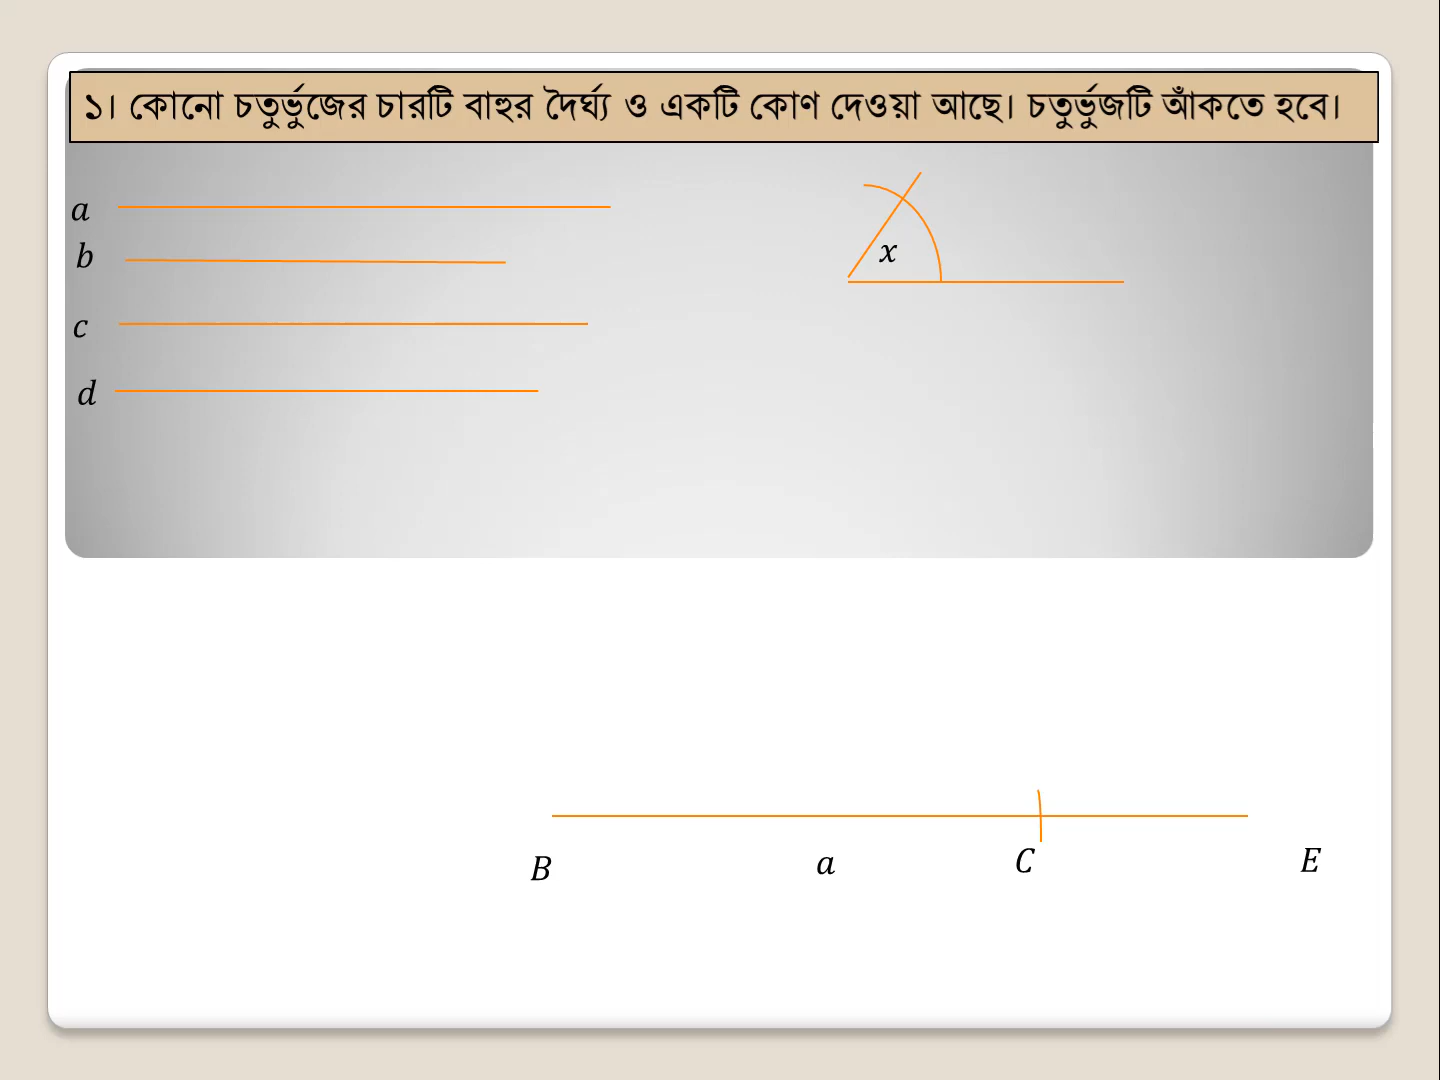 ১। কোনো চতুর্ভুজের চারটি বাহুর দৈর্ঘ্য ও একটি কোণ দেওয়া আছে। চতুর্ভুজটি আঁকতে হবে।
a
b
x
c
d
B a C E